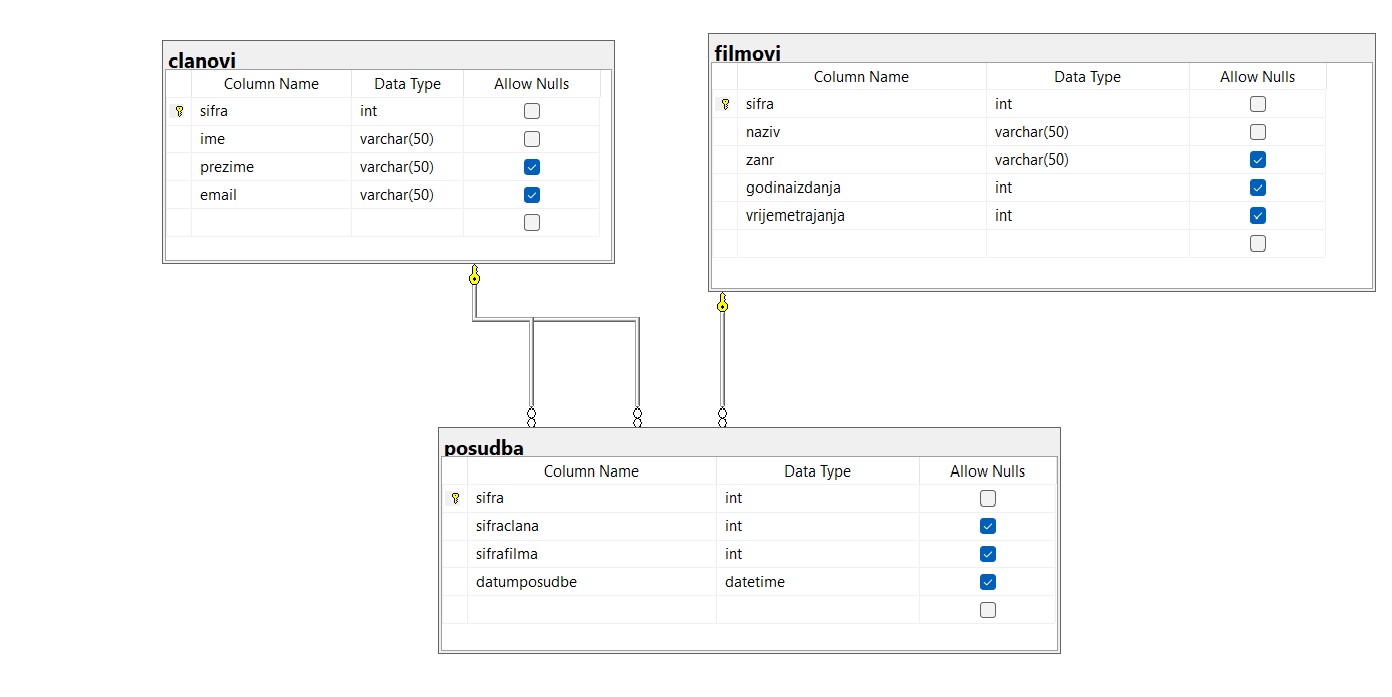 clanovi
Column Name Data Type Allow Nulls
sifra int
ime varchar(50)
prezime varchar(50)
email varchar(50)
filmovi
Column Name Data Type Allow Nulls
sifra int
naziv varchar(50)
zanr varchar(50)
godinaizdanja int
vrijemetrajanja int
posudba
Column Name Data Type Allow Nulls
sifra int
sifraclana int
sifrafilma int
datumposudbe datetime